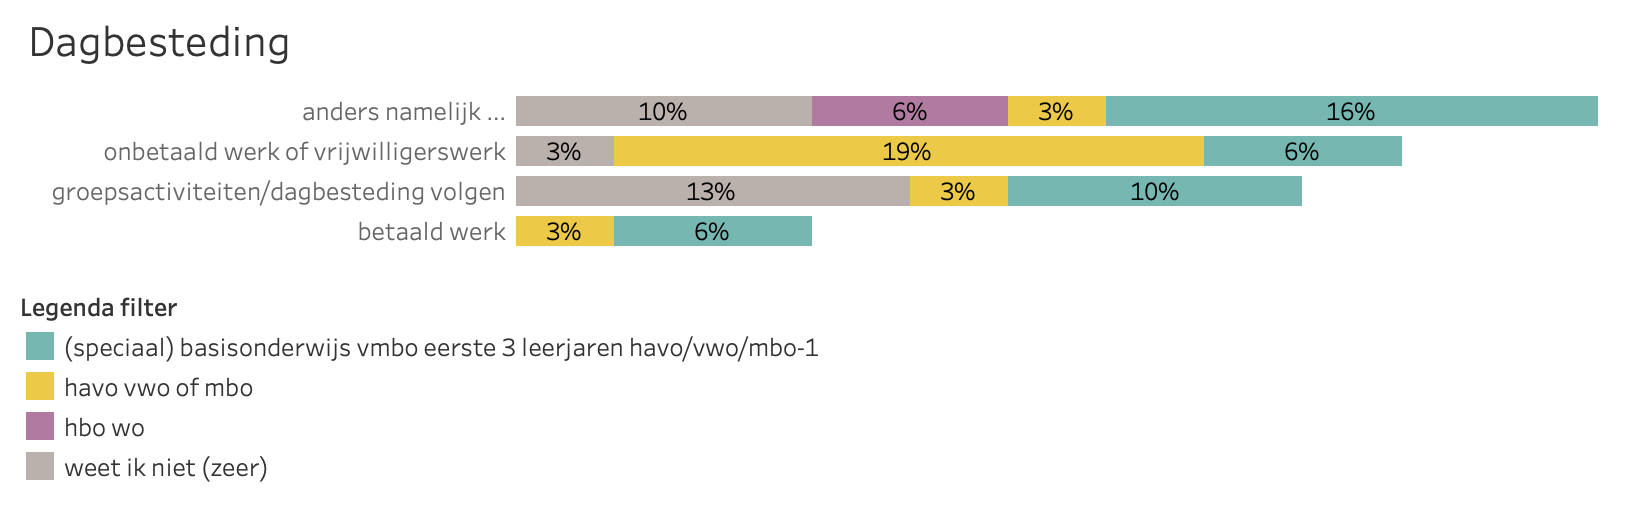 Dagbesteding
anders namelijk ... 10% 6% 3% 16%
onbetaald werk of vrijwilligerswerk 3% 19% 6%
groepsactiviteiten/dagbesteding volgen 13% 3% 10%
betaald werk 3% 6%
Legenda filter
(speciaal) basisonderwijs vmbo eerste 3 leerjaren havo/vwo/mbo-1
havo vwo of mbo
hbo wo
weet ik niet (zeer)